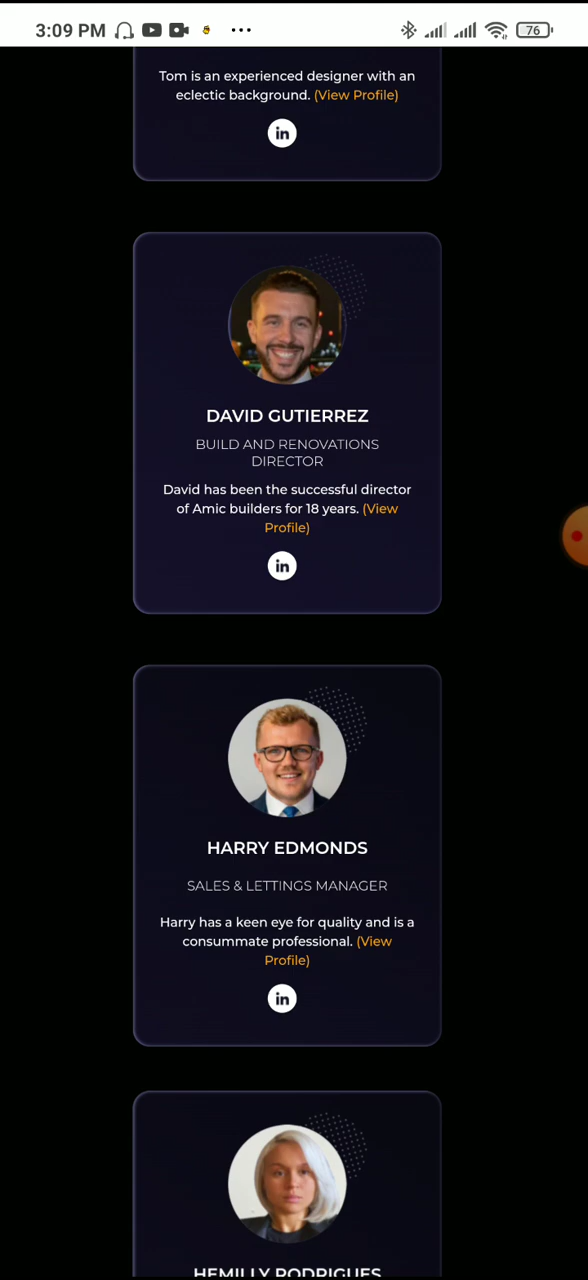 3:09 PM
76
Tom is an experienced designer with an
eclectic background. (View Profile)
in
DAVID GUTIERREZ
BUILD AND RENOVATIONS
DIRECTOR
David has been the successful director
of Amic builders for 18 years. (View
Profile)
in
HARRY EDMONDS
SALES & LETTINGS MANAGER
Harry has a keen eye for quality and is a
consummate professional. (View
Profile)
in
HEMILLY RODRIGUES